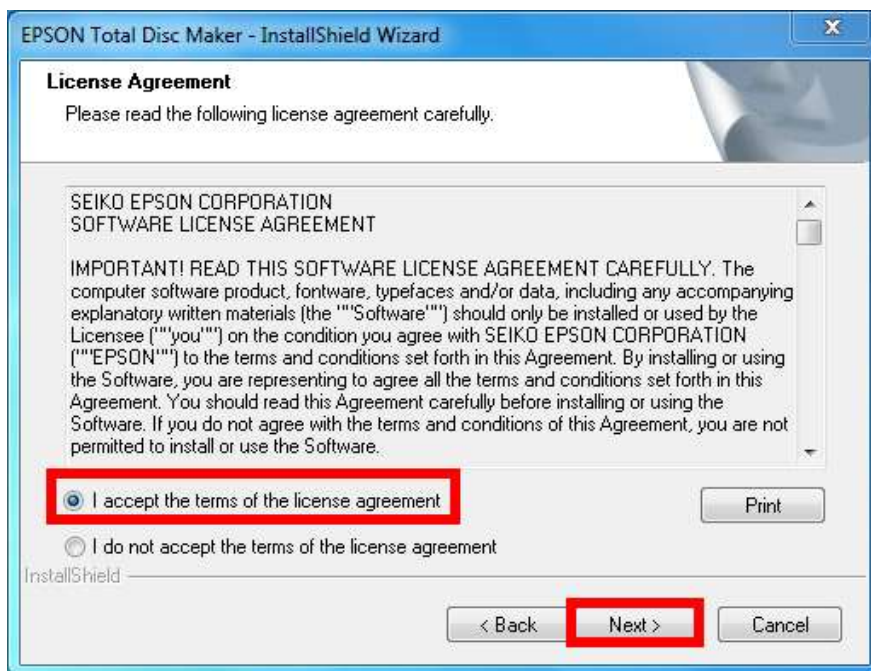 EPSON Total Disc Maker - InstallShield Wizard
License Agreement
Please read the following license agreement carefully.
SEIKO EPSON CORPORATION
SOFTWARE LICENSE AGREEMENT
IMPORTANT! READ THIS SOFTWARE LICENSE AGREEMENT CAREFULLY. The
computer software product, fontware, typefaces and/or data, including any accompanying
explanatory written materials (the ""Software"") should only be installed or used by the
Licensee (""you"") on the condition you agree with SEIKO EPSON CORPORATION
(""EPSON"") to the terms and conditions set forth in this Agreement. By installing or using
the Software, you are representing to agree all the terms and conditions set forth in this
Agreement. You should read this Agreement carefully before installing or using the
Software. If you do not agree with the terms and conditions of this Agreement, you are not
permitted to install or use the Software.
I accept the terms of the license agreement
Print
I do not accept the terms of the license agreement
InstallShield
< Back Next > Cancel